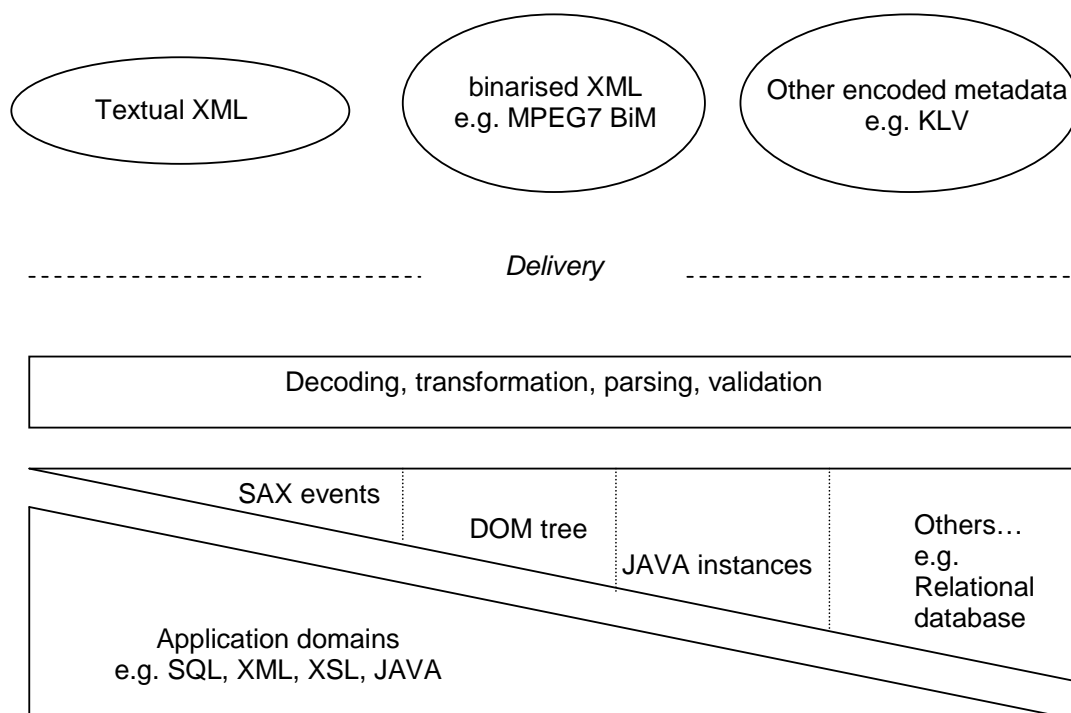 Textual XML
binarised XML
e.g. MPEG7 BiM
Other encoded metadata
e.g. KLV
Delivery
Decoding, transformation, parsing, validation
SAX events
DOM tree
JAVA instances
Others…
e.g.
Relational
database
Application domains
e.g. SQL, XML, XSL, JAVA